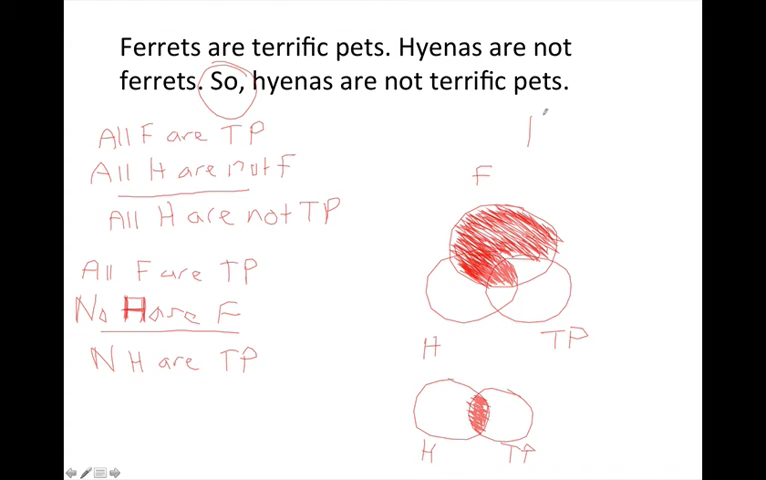 Ferrets are terrific pets. Hyenas are not
ferrets. So, hyenas are not terrific pets.
All F are TP
All H are not F
All H are not TP
All F are TP
No H are F
N H are TP
F
H
TP
H
TP